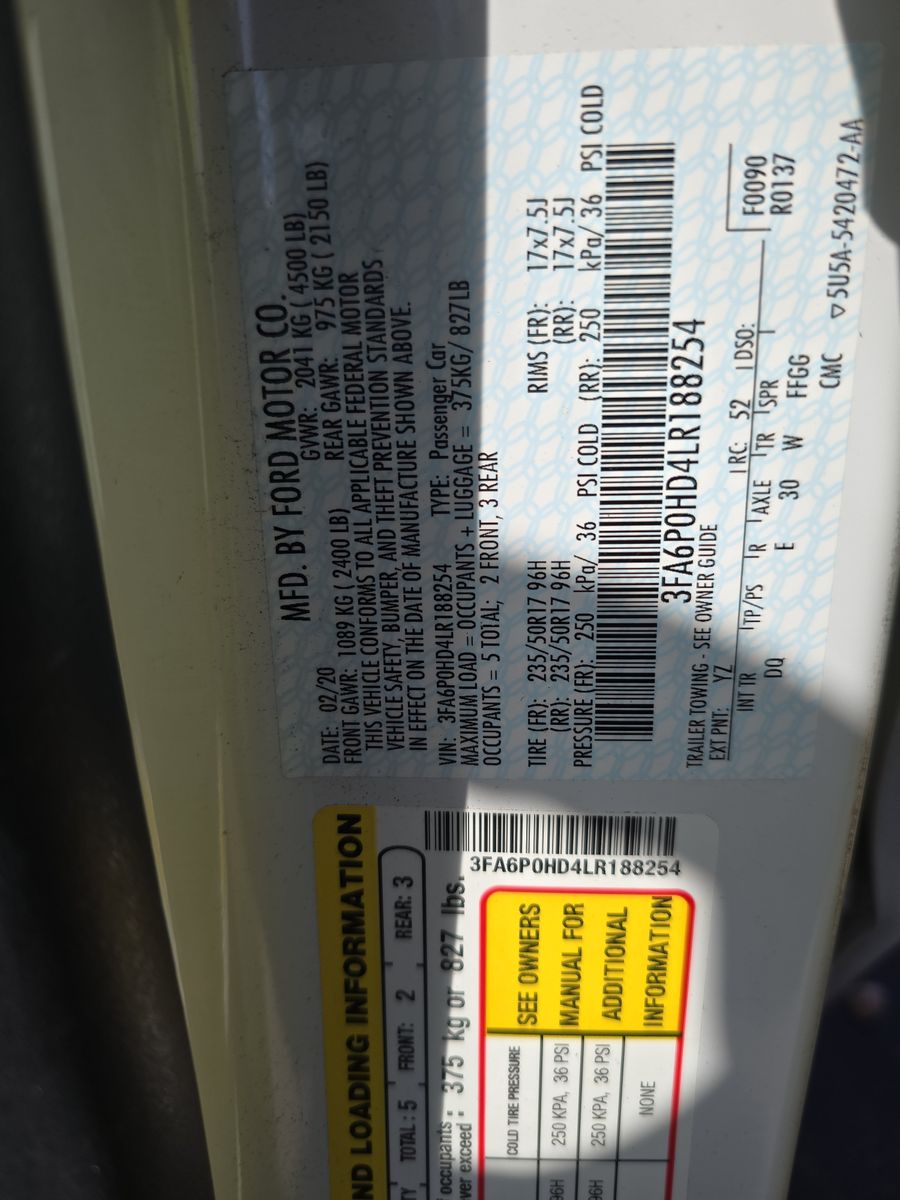 MFD. BY FORD MOTOR CO.
DATE: 02/20 GVWR: 2041 KG ( 4500 LB)
FRONT GAWR: 1089 KG ( 2400 LB) REAR GAWR: 975 KG ( 2150 LB)
THIS VEHICLE CONFORMS TO ALL APPLICABLE FEDERAL MOTOR
VEHICLE SAFETY, BUMPER, AND THEFT PREVENTION STANDARDS
IN EFFECT ON THE DATE OF MANUFACTURE SHOWN ABOVE.
VIN: 3FA6P0HD4LR188254 TYPE: Passenger Car
MAXIMUM LOAD = OCCUPANTS + LUGGAGE = 375KG/ 827LB
OCCUPANTS = 5 TOTAL; 2 FRONT, 3 REAR
TIRE (FR): 235/50R17 96H RIMS (FR): 17x7.5J
(RR): 235/50R17 96H (RR): 17x7.5J
PRESSURE (FR): 250 kPa/ 36 PSI COLD (RR): 250 kPa/ 36 PSI COLD
3FA6P0HD4LR188254
TRAILER TOWING - SEE OWNER GUIDE
EXT PNT: YZ RC: 52 DSO:
INT TR TP/PS R AXLE TR SPR
DQ E 30 W FFGG
F0090
R0137
CMC
▽5U5A-5420472-AA
ND LOADING INFORMATION
TOTAL : 5 FRONT: 2 REAR: 3
occupants : 375 kg or 827 lbs.
ver exceed :
3FA6P0HD4LR188254
COLD TIRE PRESSURE
96H 250 KPA, 36 PSI
96H 250 KPA, 36 PSI
NONE
SEE OWNERS
MANUAL FOR
ADDITIONAL
INFORMATION